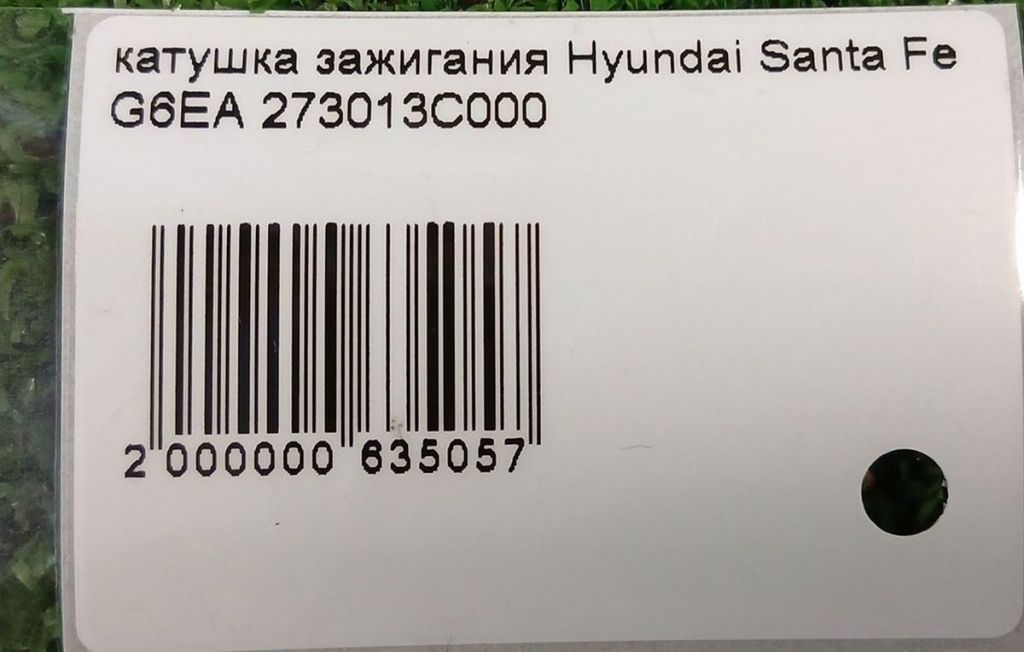 катушка зажигания Hyundai Santa Fe
G6EA 273013C000
2 000000 635057